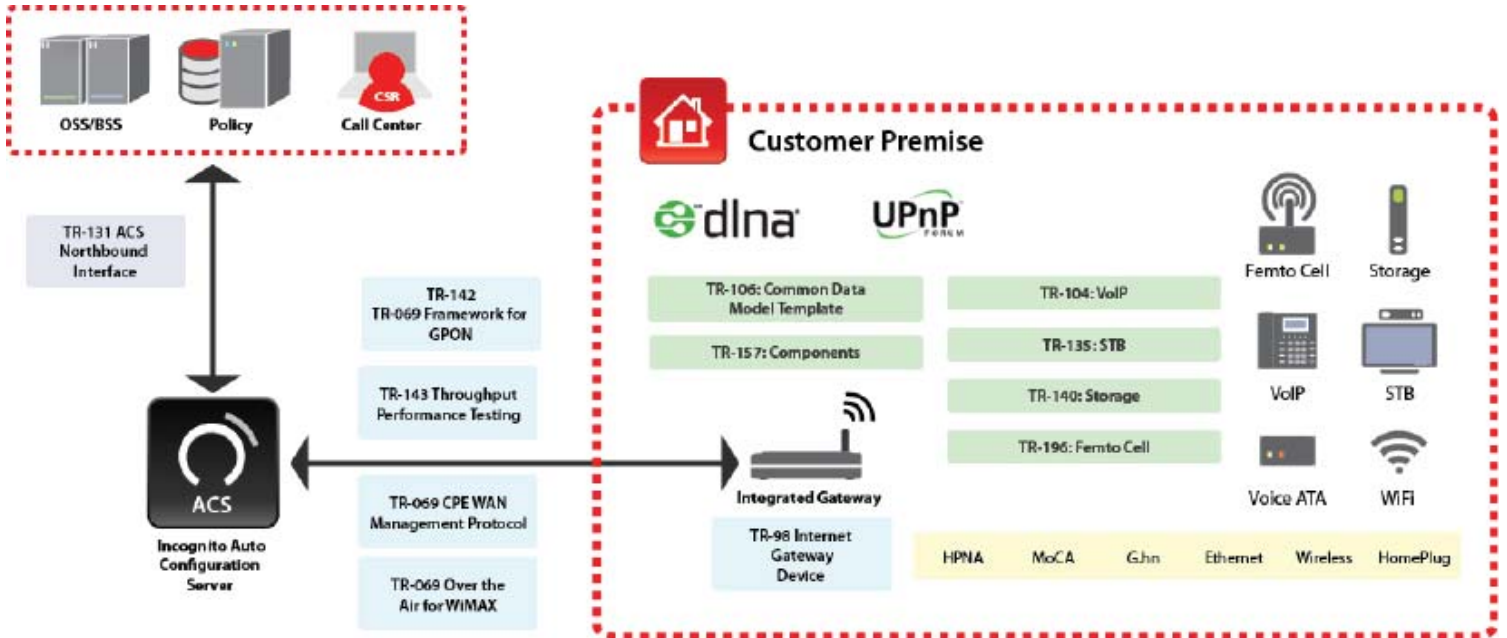 OSS/BSS
Policy
CSR
Call Center
TR-131 ACS
Northbound
Interface
TR-142
TR-069 Framework for
GPON
TR-143 Throughput
Performance Testing
ACS
Incognito Auto
Configuration
Server
TR-069 CPE WAN
Management Protocol
TR-069 Over the
Air for WiMAX
Customer Premise
dlna
UPnP
FORUM
TR-106: Common Data
Model Template
TR-157: Components
TR-104: VoIP
TR-135: STB
TR-140: Storage
TR-196: Femto Cell
Integrated Gateway
TR-98 Internet
Gateway
Device
Femto Cell
Storage
VoIP
STB
Voice ATA
WiFi
HPNA MoCA G.hn Ethernet Wireless HomePlug